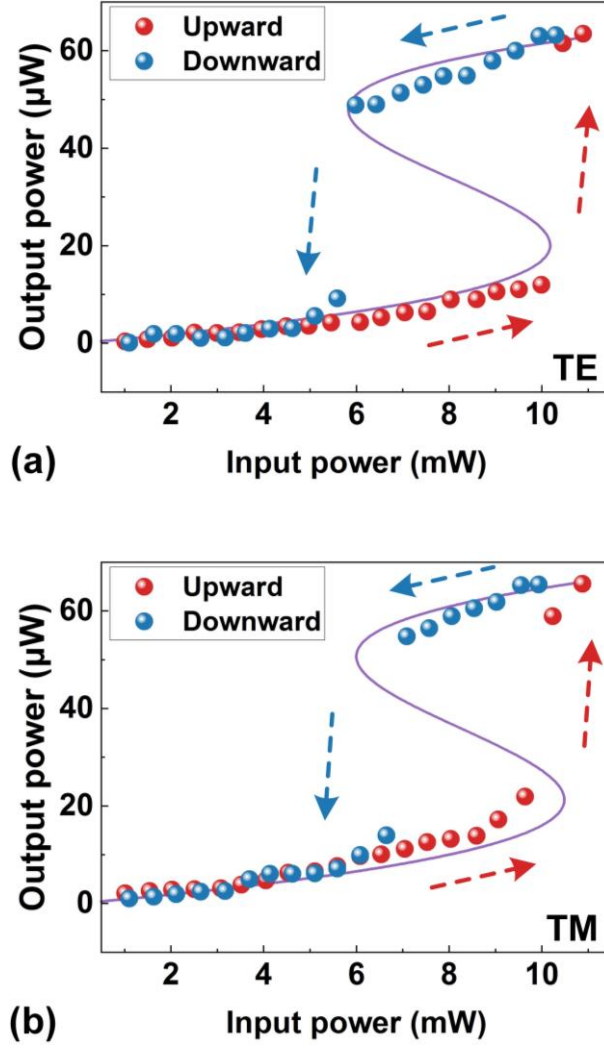 Upward
Downward
60
40
20
0
Output power (μW)
2 4 6 8 10
Input power (mW)
TE
(a)
Upward
Downward
60
40
20
0
Output power (μW)
2 4 6 8 10
Input power (mW)
TM
(b)